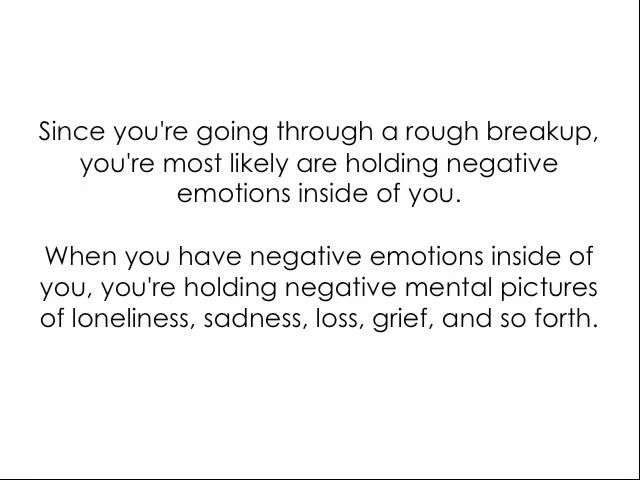 Since you're going through a rough breakup,
you're most likely are holding negative
emotions inside of you.
When you have negative emotions inside of
you, you're holding negative mental pictures
of loneliness, sadness, loss, grief, and so forth.